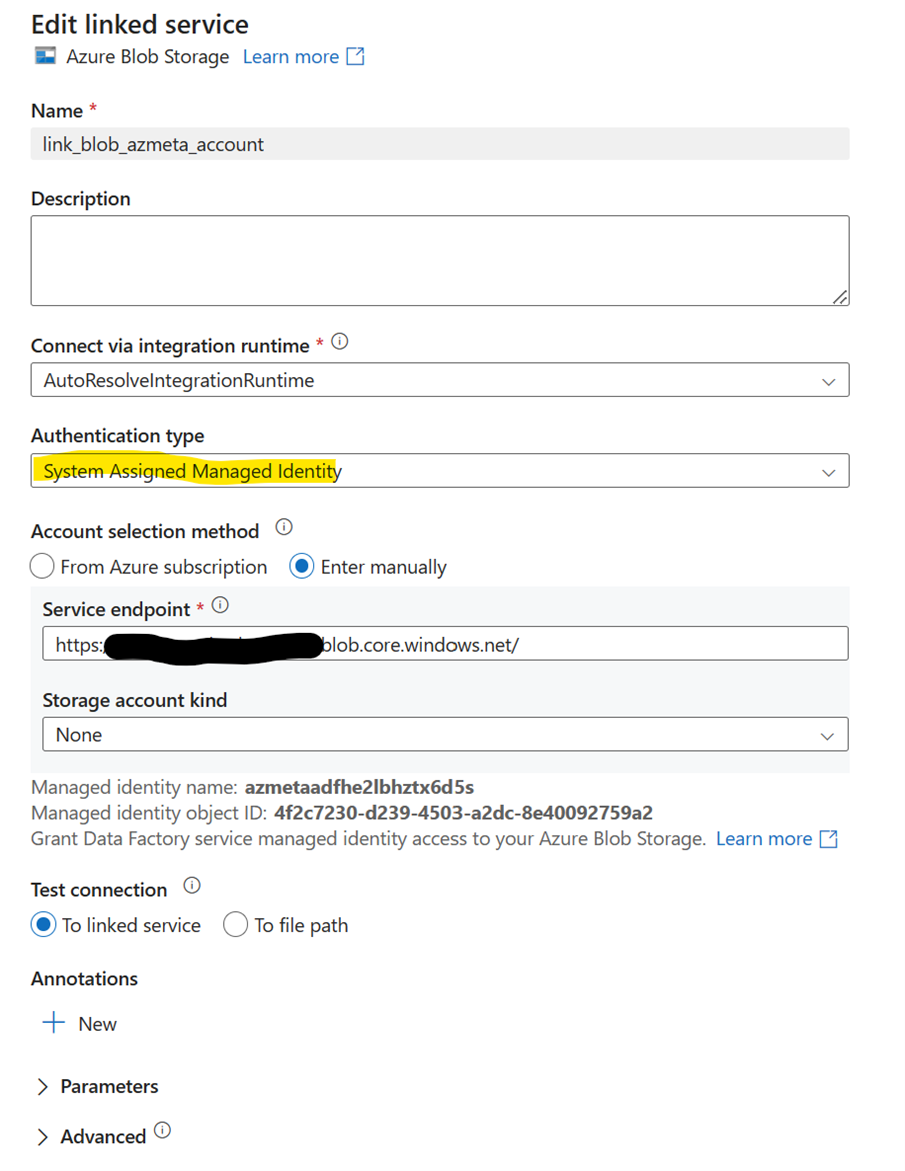 Edit linked service
Azure Blob Storage Learn more
Name *
link_blob_azmeta_account
Description
Connect via integration runtime *
AutoResolveIntegrationRuntime
Authentication type
System Assigned Managed Identity
Account selection method
From Azure subscription Enter manually
Service endpoint *
https: blob.core.windows.net/
Storage account kind
None
Managed identity name: azmetaadfhe2lbhztx6d5s
Managed identity object ID: 4f2c7230-d239-4503-a2dc-8e40092759a2
Grant Data Factory service managed identity access to your Azure Blob Storage. Learn more
Test connection
To linked service To file path
Annotations
New
Parameters
Advanced